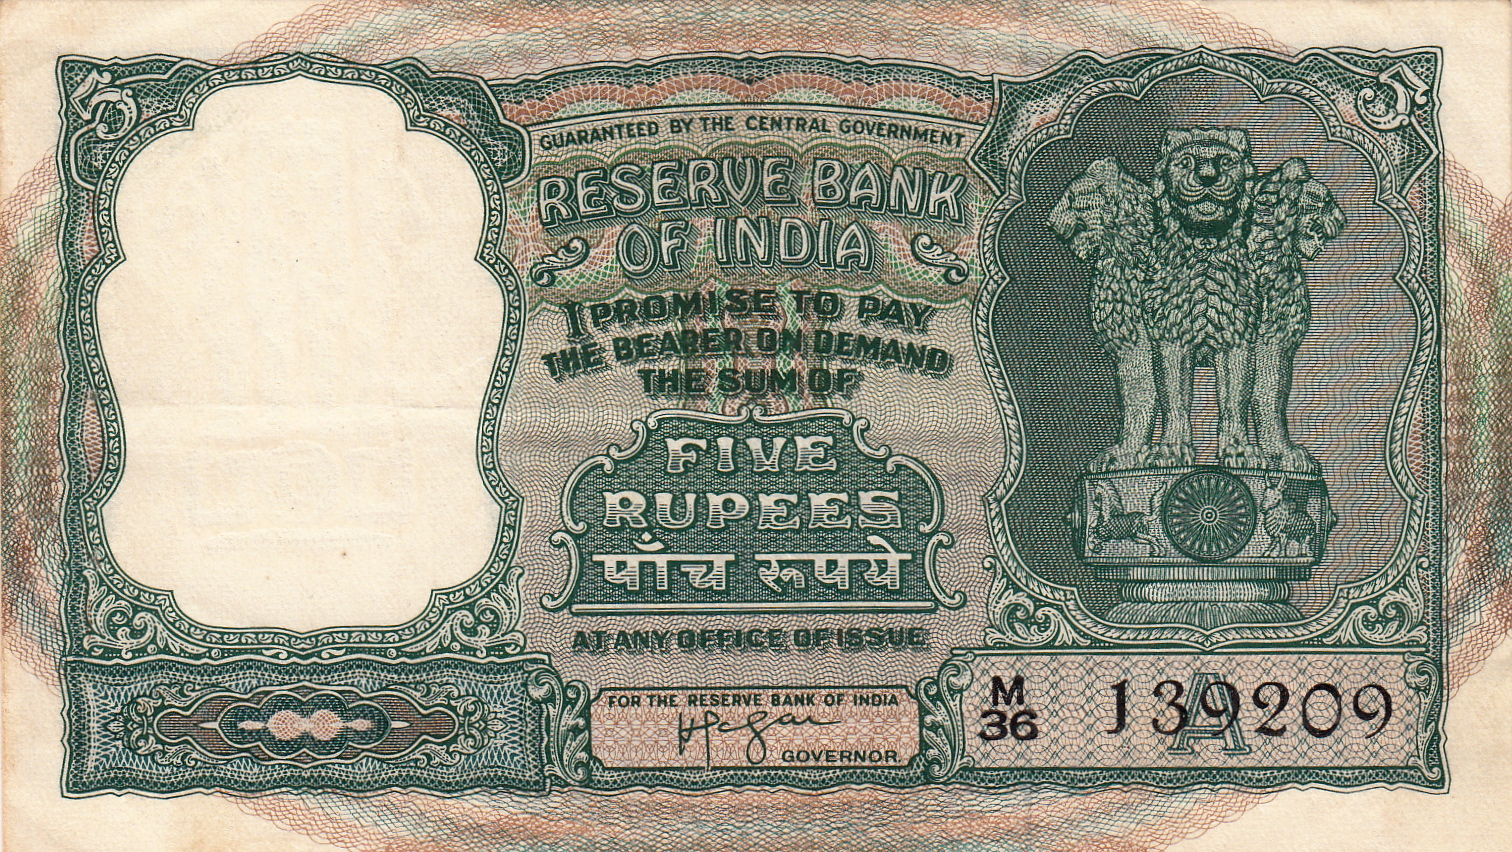 5
5
GUARANTEED BY THE CENTRAL GOVERNMENT
RESERVE BANK
OF INDIA
I PROMISE TO PAY
THE BEARER ON DEMAND
THE SUM OF
FIVE
RUPEES
पाँच रूपये
AT ANY OFFICE OF ISSUE
FOR THE RESERVE BANK OF INDIA
GOVERNOR.
M
36
139209
A